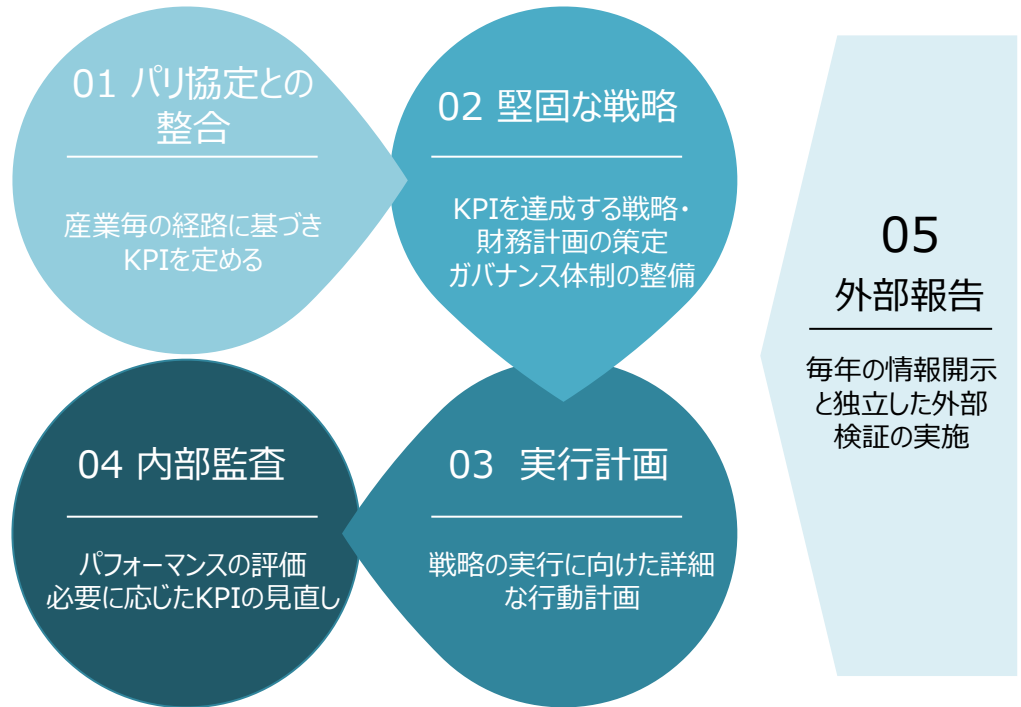 01 パリ協定との
整合
産業毎の経路に基づき
KPIを定める
02 堅固な戦略
KPIを達成する戦略・
財務計画の策定
ガバナンス体制の整備
03 実行計画
戦略の実行に向けた詳細
な行動計画
04 内部監査
パフォーマンスの評価
必要に応じたKPIの見直し
05
外部報告
毎年の情報開示
と独立した外部
検証の実施